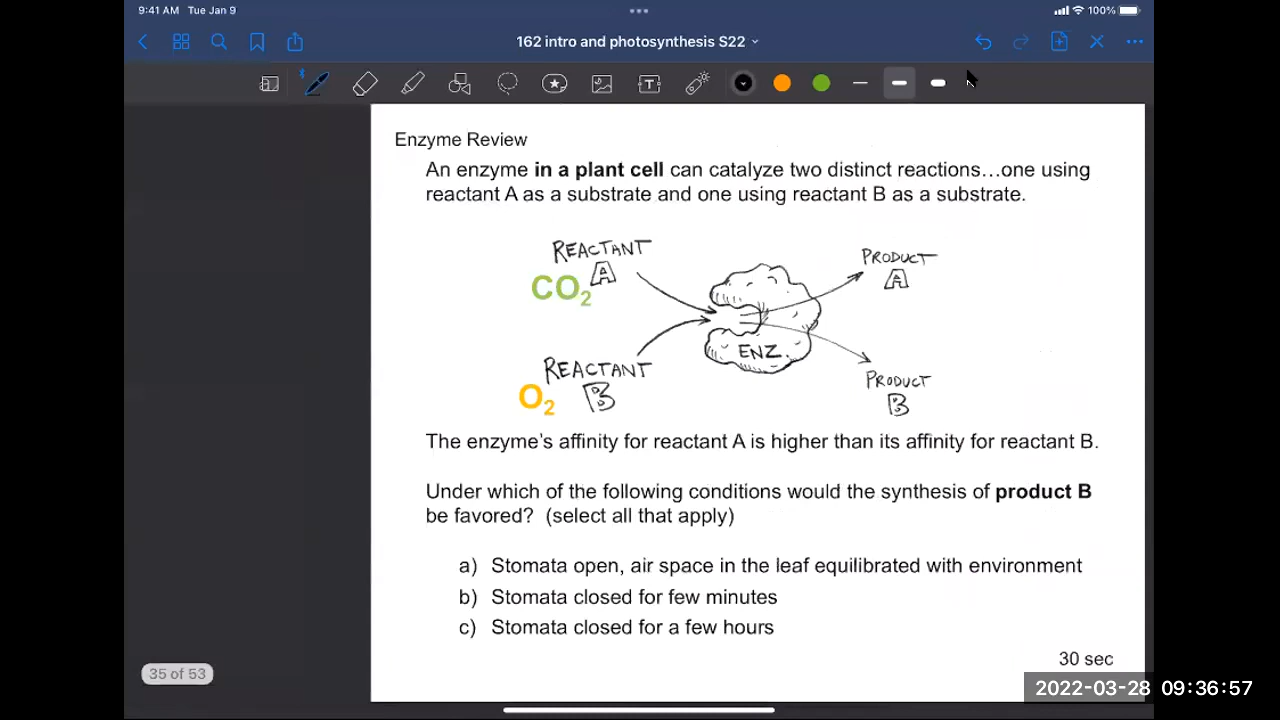 9:41 AM Tue Jan 9
100%
162 intro and photosynthesis S22
Enzyme Review
An enzyme in a plant cell can catalyze two distinct reactions…one using
reactant A as a substrate and one using reactant B as a substrate.
REACTANT
A
CO₂
PRODUCT
A
ENZ.
REACTANT
B
O₂
PRODUCT
B
The enzyme's affinity for reactant A is higher than its affinity for reactant B.
Under which of the following conditions would the synthesis of product B
be favored? (select all that apply)
a) Stomata open, air space in the leaf equilibrated with environment
b) Stomata closed for few minutes
c) Stomata closed for a few hours
30 sec
35 of 53
2022-03-28 09:36:57